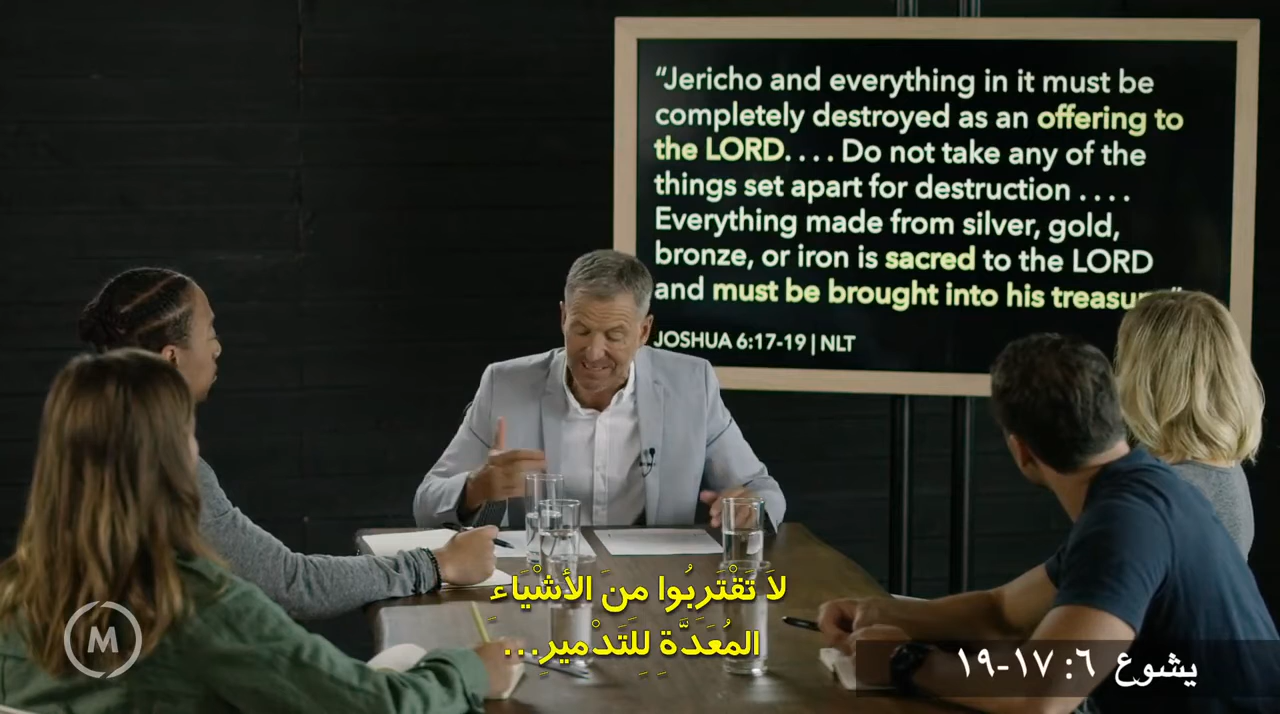 “Jericho and everything in it must be
completely destroyed as an offering to
the LORD. . . . Do not take any of the
things set apart for destruction . . . .
Everything made from silver, gold,
bronze, or iron is sacred to the LORD
and must be brought into his
JOSHUA 6:17-19 | NLT
لاَ تَقْتَرِبُوا مِنَ الأشْيَاءِ
المُعَدَّةِ لِلتَدْميرِ...
يشوع ٦: ١٧-١٩
M